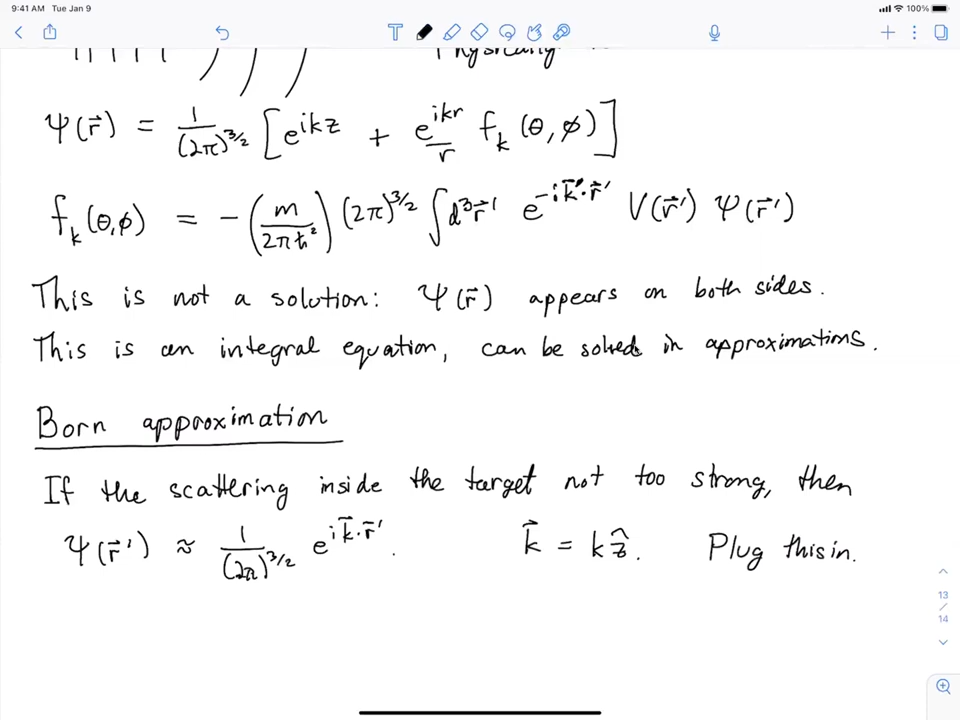 9:41 AM Tue Jan 9 100%
Physically
Ψ(r⃗) = 1/(2π)^{3/2} [e^{ikz} + e^{ikr}/r f_k(θ,ϕ)]
f_k(θ,ϕ) = −(m/2πħ²) (2π)^{3/2} ∫d³r⃗' e^{−ik⃗'·r⃗'} V(r⃗') Ψ(r⃗')
This is not a solution: Ψ(r⃗) appears on both sides.
This is an integral equation, can be solved in approximations.
Born approximation
If the scattering inside the target not too strong, then
Ψ(r⃗') ≈ 1/(2π)^{3/2} e^{ik⃗·r⃗'}. k⃗ = kẑ. Plug this in.
13
/
14